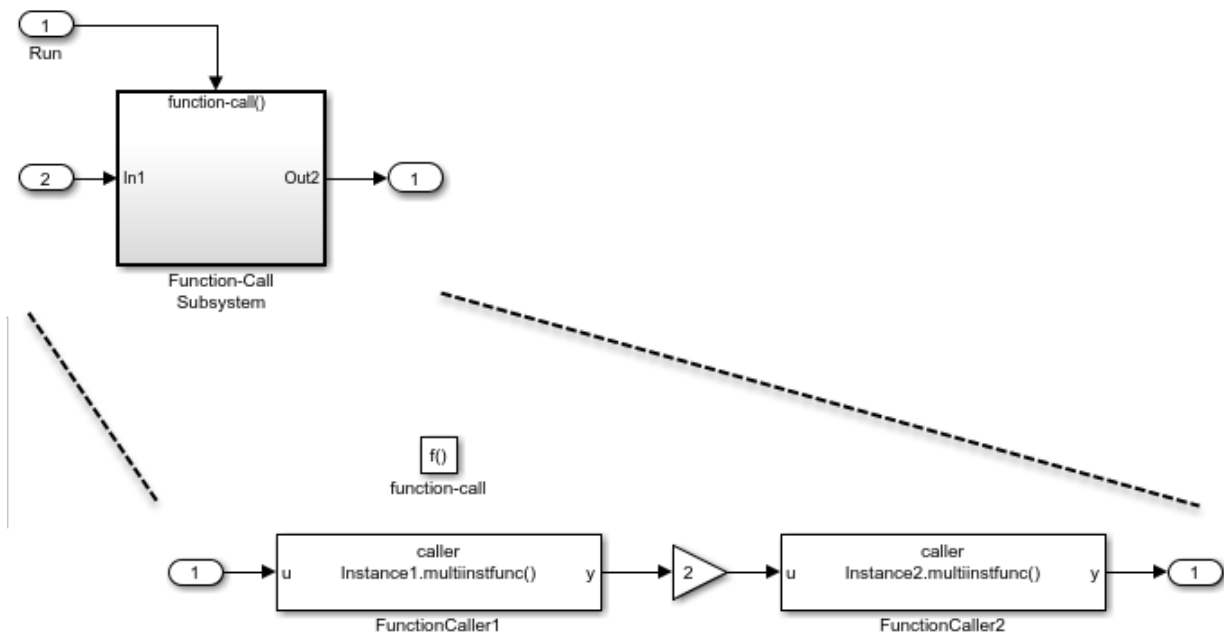 1
Run
function-call()
2
In1
Out2
1
Function-Call
Subsystem
f()
function-call
1
u
caller
Instance1.multiinstfunc()
y
2
u
caller
Instance2.multiinstfunc()
y
1
FunctionCaller1
FunctionCaller2